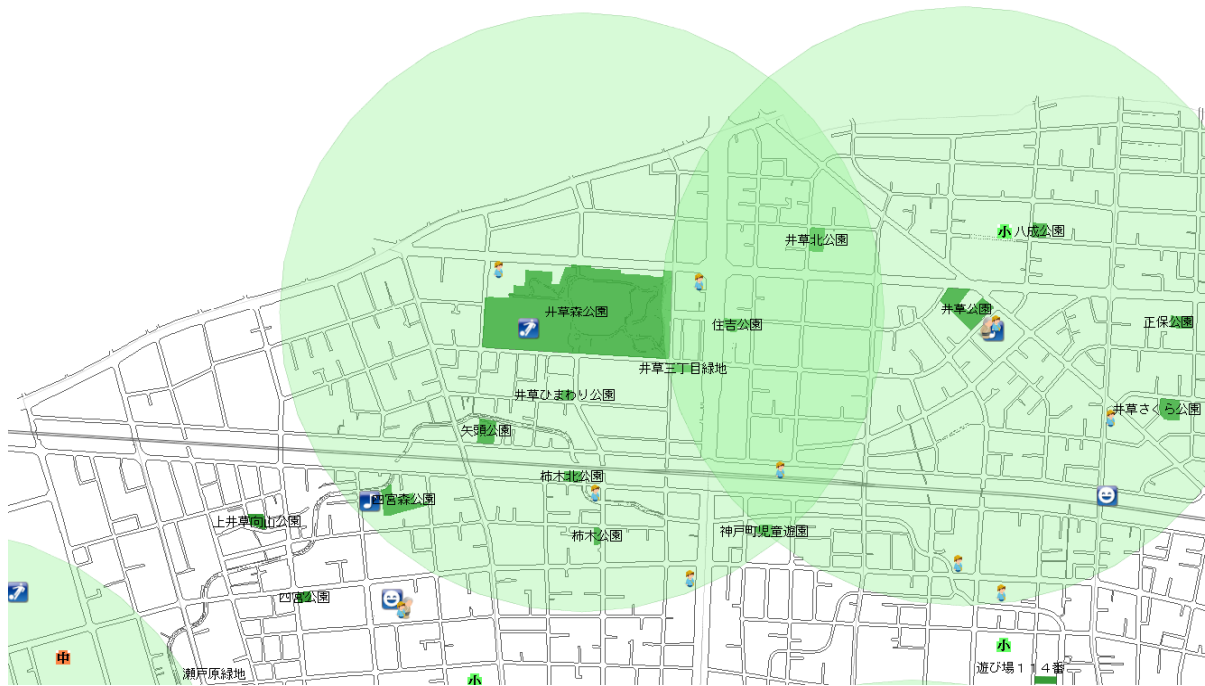 小
八成公園
井草北公園
井草森公園
井草公園
住吉公園
正保公園
井草三丁目緑地
井草ひまわり公園
井草さくら公園
矢頭公園
柿木北公園
四宮森公園
上井草向山公園
柿木公園
神戸町児童遊園
四宮公園
小
中
遊び場１１４番
瀬戸原緑地
小